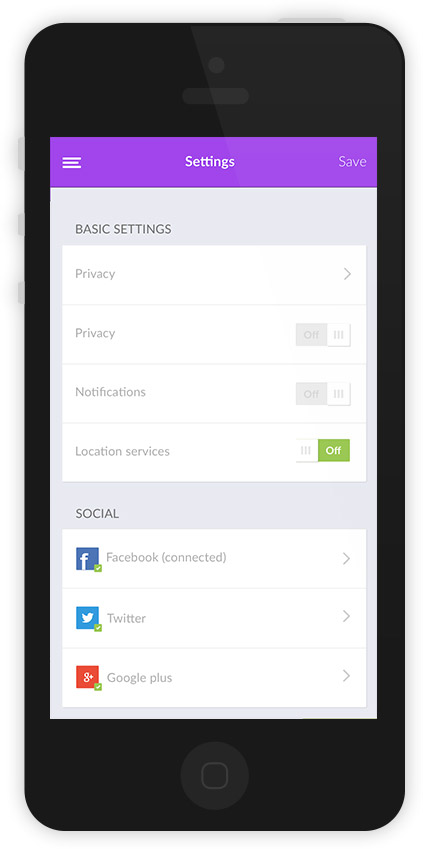 Settings
Save
BASIC SETTINGS
Privacy
Privacy
Off
Notifications
Off
Location services
Off
SOCIAL
f
Facebook (connected)
Twitter
g+
Google plus